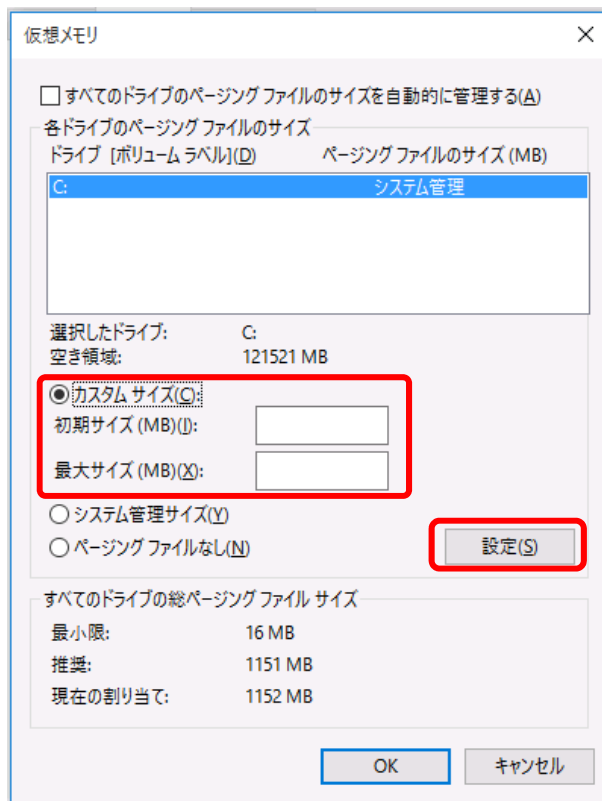 仮想メモリ
すべてのドライブのページング ファイルのサイズを自動的に管理する(A)
各ドライブのページング ファイルのサイズ
ドライブ [ボリューム ラベル](D) ページング ファイルのサイズ (MB)
C: システム管理
選択したドライブ: C:
空き領域: 121521 MB
カスタム サイズ(C):
初期サイズ (MB)(I):
最大サイズ (MB)(X):
システム管理サイズ(Y)
ページング ファイルなし(N) 設定(S)
すべてのドライブの総ページング ファイル サイズ
最小限: 16 MB
推奨: 1151 MB
現在の割り当て: 1152 MB
OK キャンセル